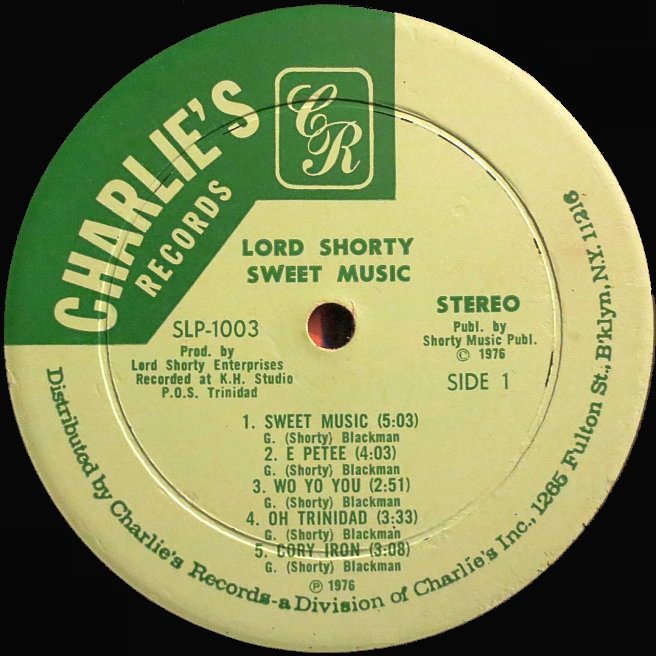 CHARLIE'S
RECORDS
CR
LORD SHORTY
SWEET MUSIC
SLP-1003
Prod. by
Lord Shorty Enterprises
Recorded at K.H. Studio
P.O.S. Trinidad
STEREO
Publ. by
Shorty Music Publ.
© 1976
SIDE 1
1. SWEET MUSIC (5:03)
G. (Shorty) Blackman
2. E PETEE (4:03)
G. (Shorty) Blackman
3. WO YO YOU (2:51)
G. (Shorty) Blackman
4. OH TRINIDAD (3:33)
G. (Shorty) Blackman
5. CORY IRON (3:08)
G. (Shorty) Blackman
℗ 1976
Distributed by Charlie's Records-a Division of Charlie's Inc., 1265 Fulton St., B'klyn, N.Y. 11216